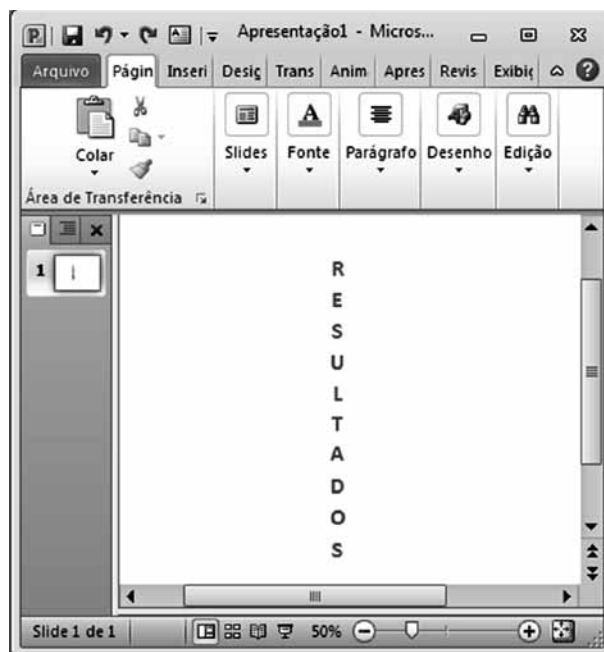 Apresentação1 - Micros...
Arquivo Págin Inseri Desig Trans Anim Apres Revis Exibiç
Colar
Slides
Fonte
Parágrafo
Desenho
Edição
Área de Transferência
1
R
E
S
U
L
T
A
D
O
S
Slide 1 de 1
50%